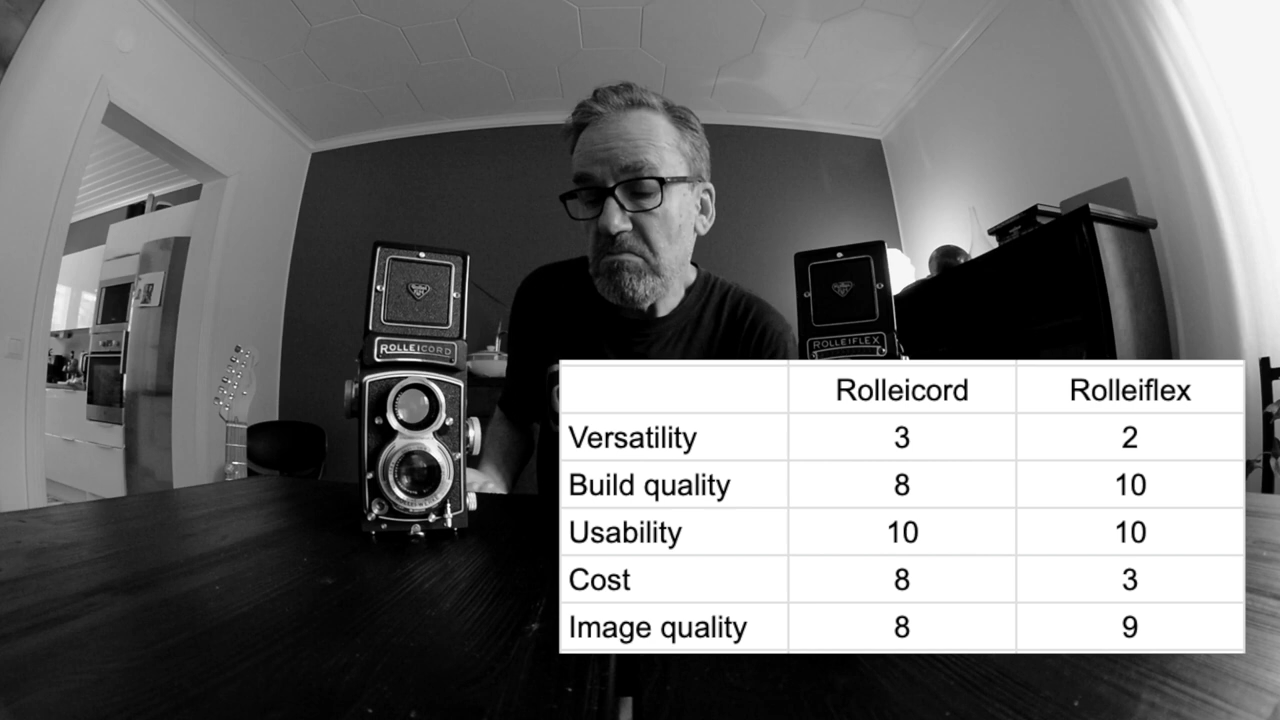 ROLLEICORD
ROLLEIFLEX
Rolleicord Rolleiflex
Versatility 3 2
Build quality 8 10
Usability 10 10
Cost 8 3
Image quality 8 9